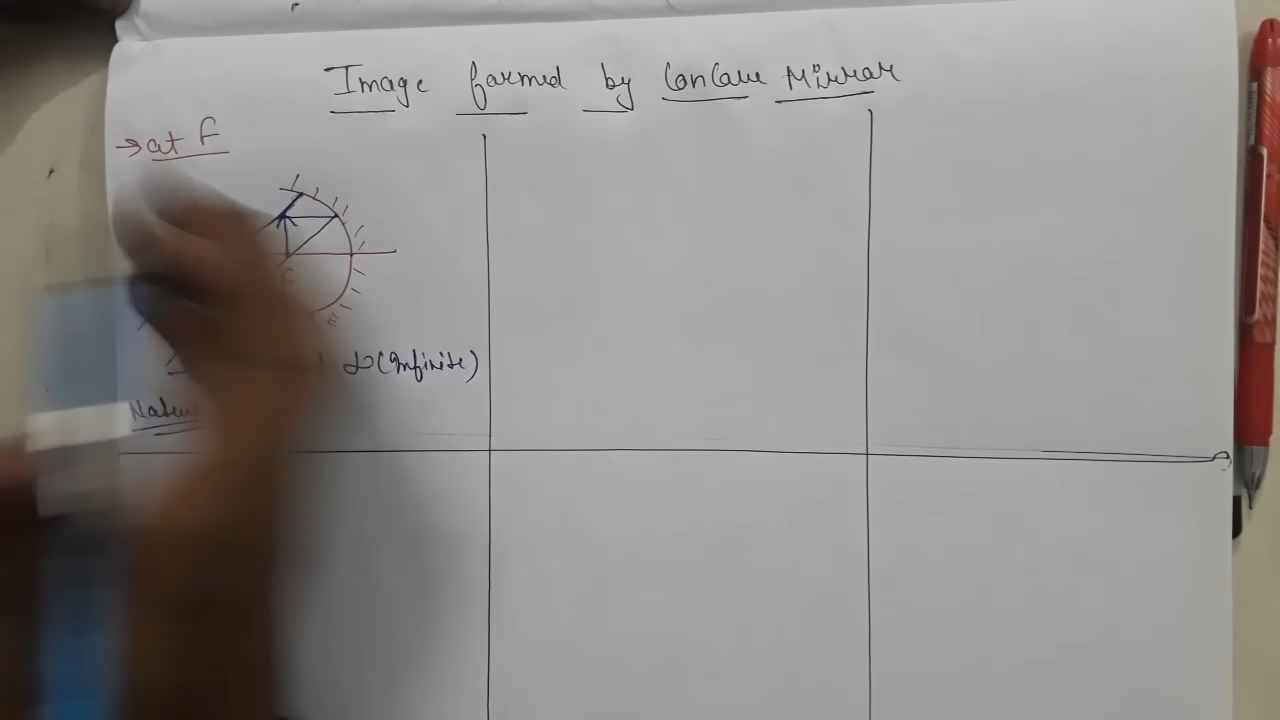 Image formed by Concave Mirror
→ at F
∞ (Infinite)